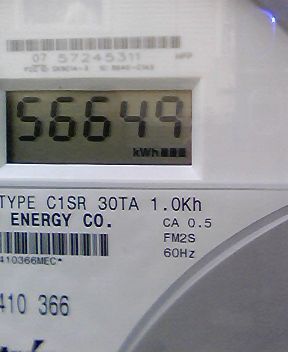 07 57245311 MFP
56649
kWh
TYPE C1SR 30TA 1.0Kh
ENERGY CO.
CA 0.5
FM2S
60Hz
410366MEC*
410 366